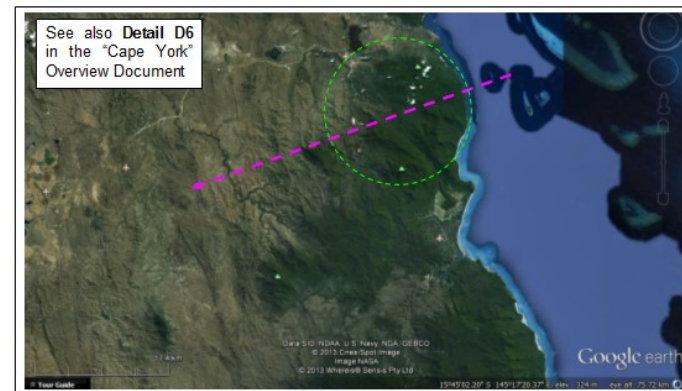 See also Detail D6
in the “Cape York”
Overview Document
Data SIO, NOAA, U.S. Navy, NGA, GEBCO
© 2013 Cnes/Spot Image
Image NASA
© 2013 Whereis® Sensis Pty Ltd
Google earth
Tour Guide
15°45'02.20" S 145°17'20.37" E elev 324 m eye alt 75.72 km